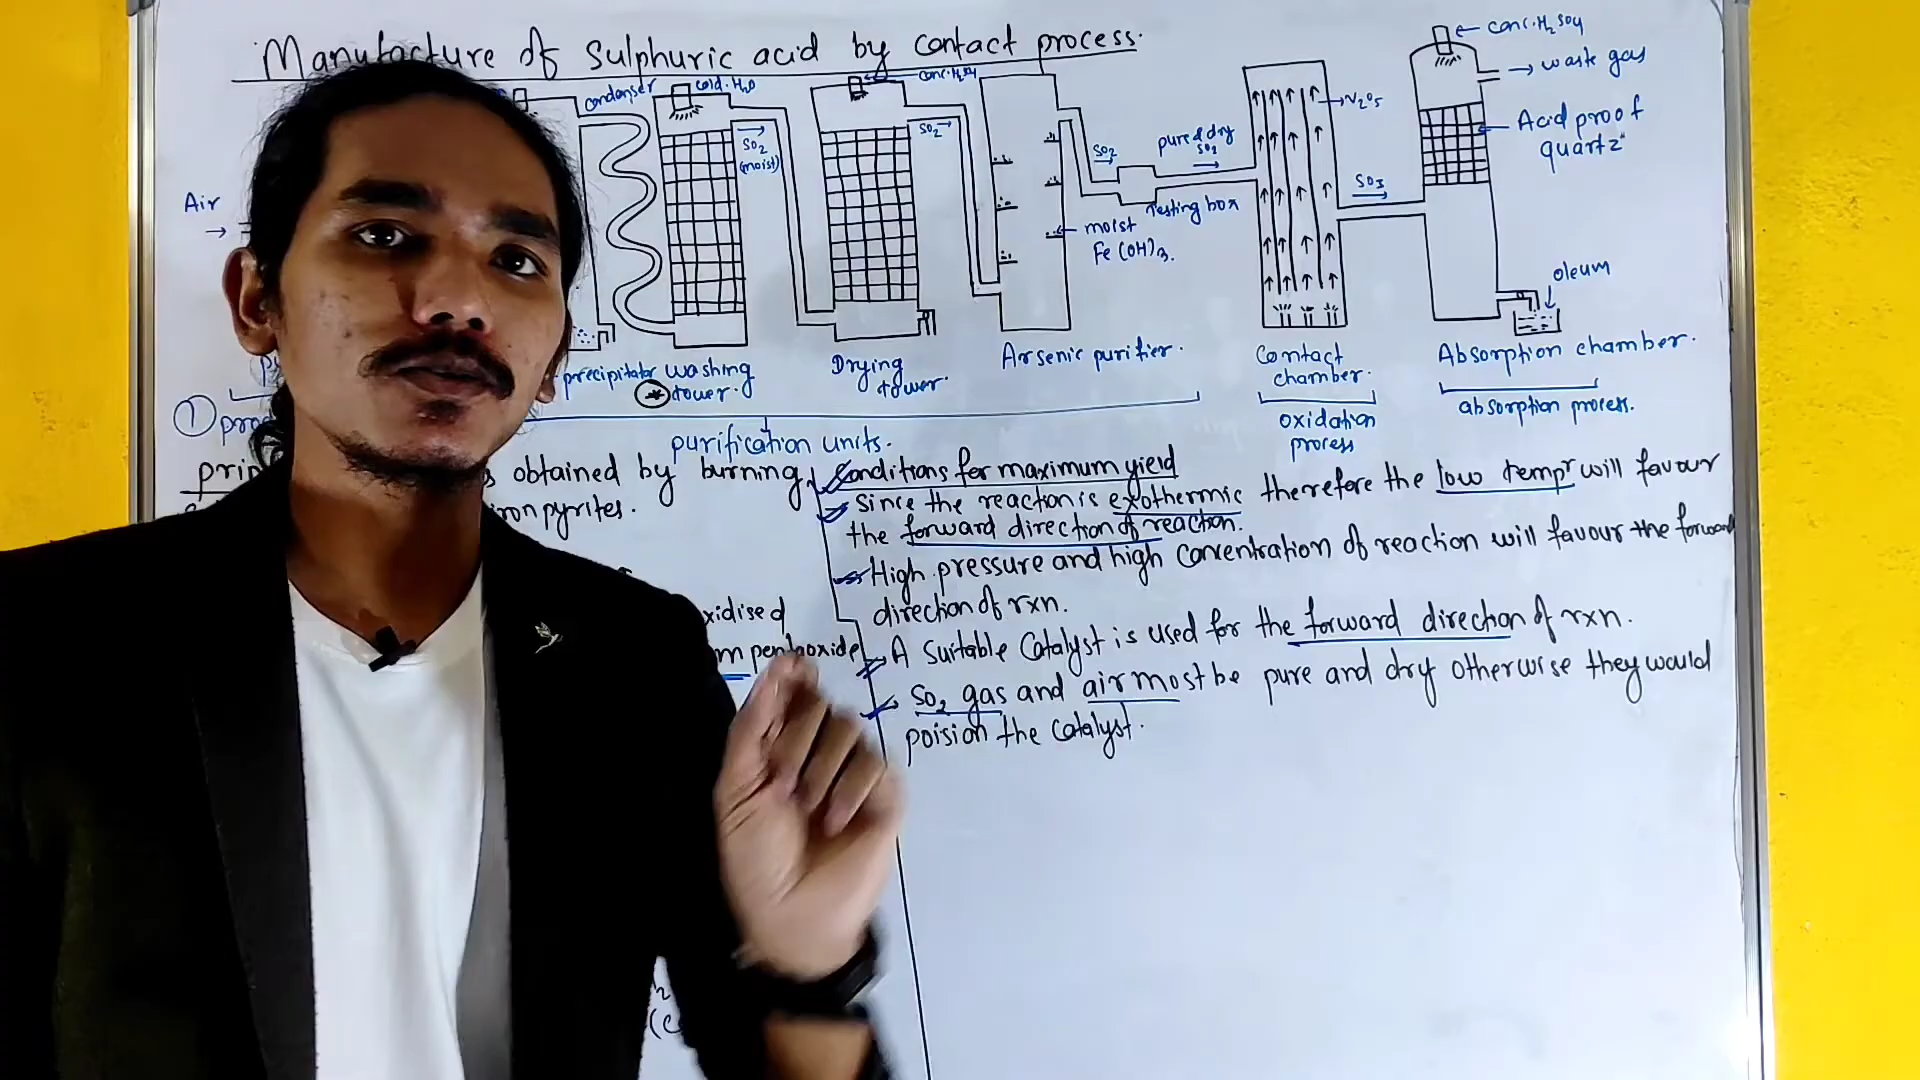 Manufacture of sulphuric acid by contact process.
condenser
cold. H₂O
conc. H₂SO₄
conc. H₂SO₄
→ waste gas
V₂O₅
Acid proof
quartz
SO₂
(moist)
SO₂
SO₂
pure & dry
SO₂
Testing box
SO₃
Air
moist
Fe(OH)₃.
oleum
precipitator
washing
tower.
Drying
tower.
Arsenic purifier.
Contact
chamber.
Absorption chamber.
①
purification units.
oxidation
process
absorption process.
obtained by burning
iron pyrites.
xidised
m pentaoxide
Conditions for maximum yield
Since the reaction is exothermic therefore the low tempr will favour
the forward direction of reaction.
High pressure and high concentration of reaction will favour the forward
direction of rxn.
A suitable Catalyst is used for the forward direction of rxn.
SO₂ gas and air most be pure and dry otherwise they would
poision the catalyst.